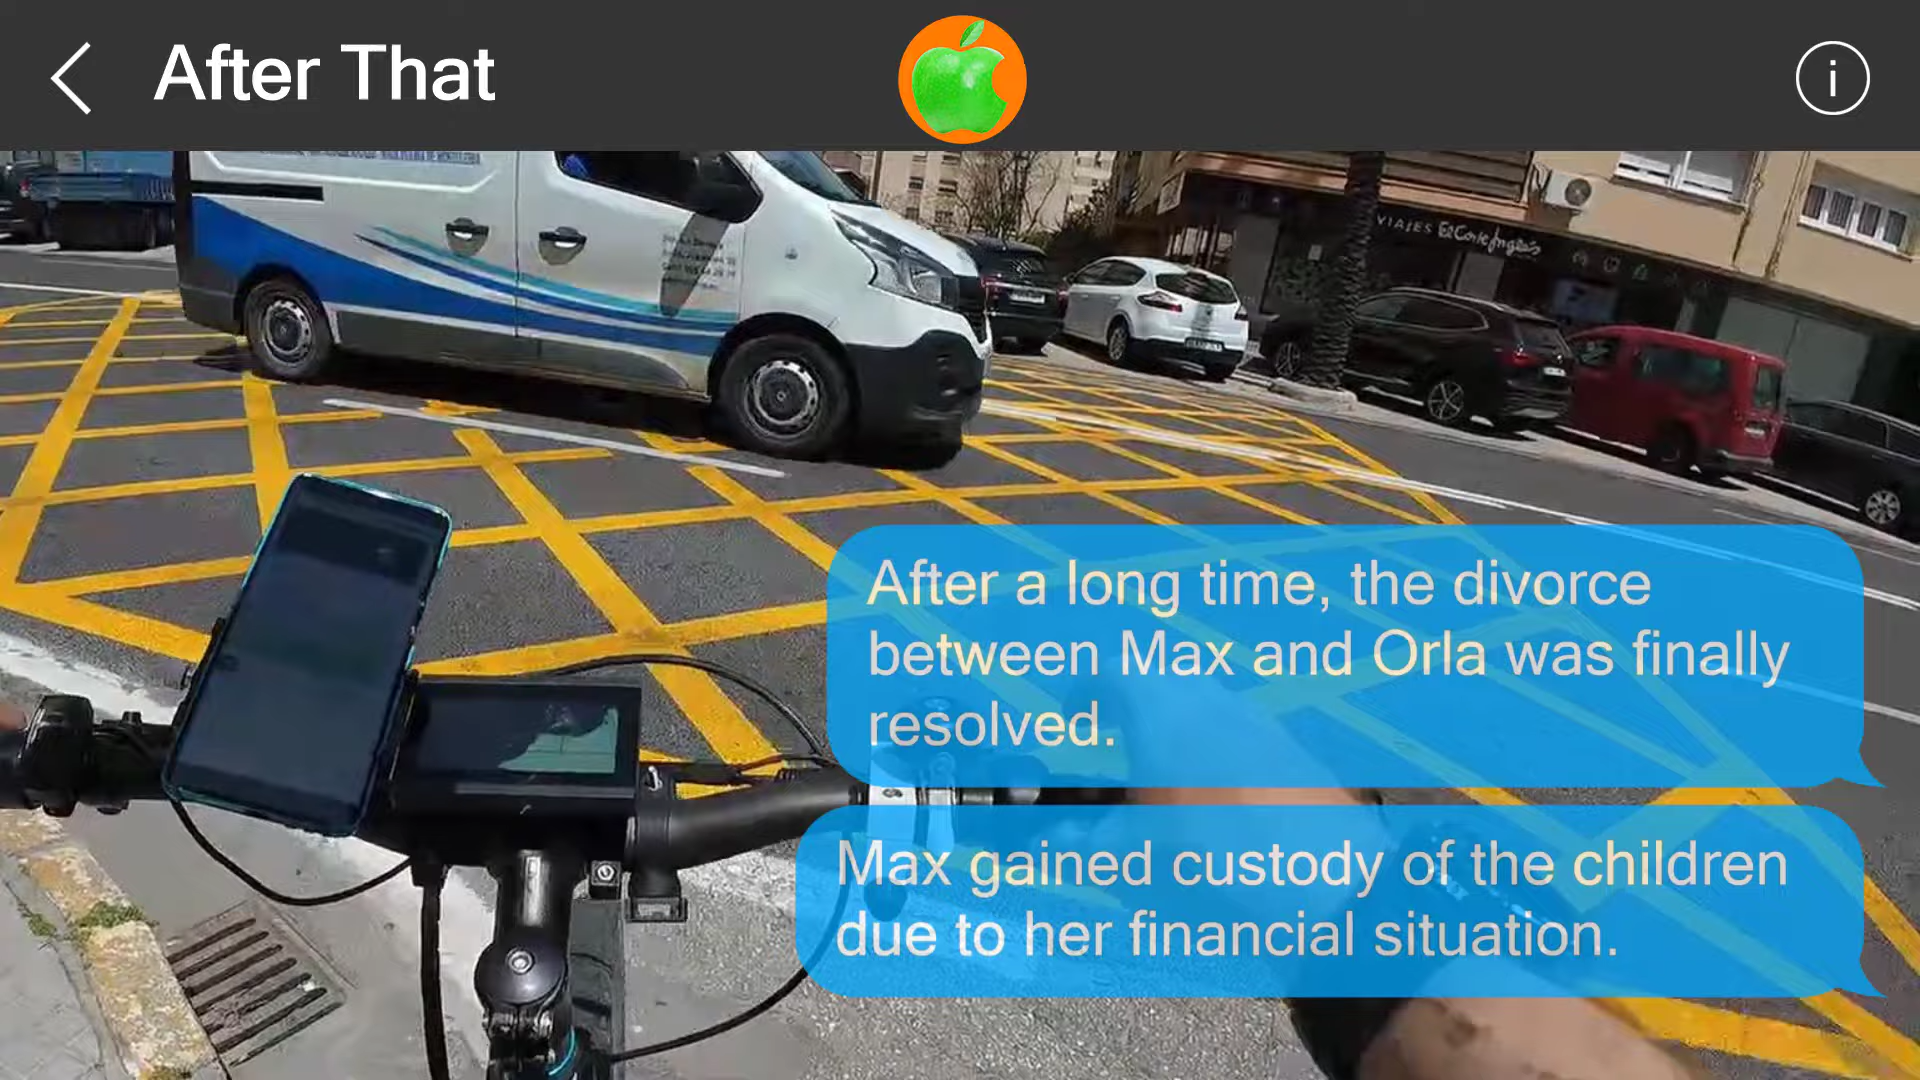 After That
i
VIAJES El Corte Inglés
After a long time, the divorce
between Max and Orla was finally
resolved.
Max gained custody of the children
due to her financial situation.